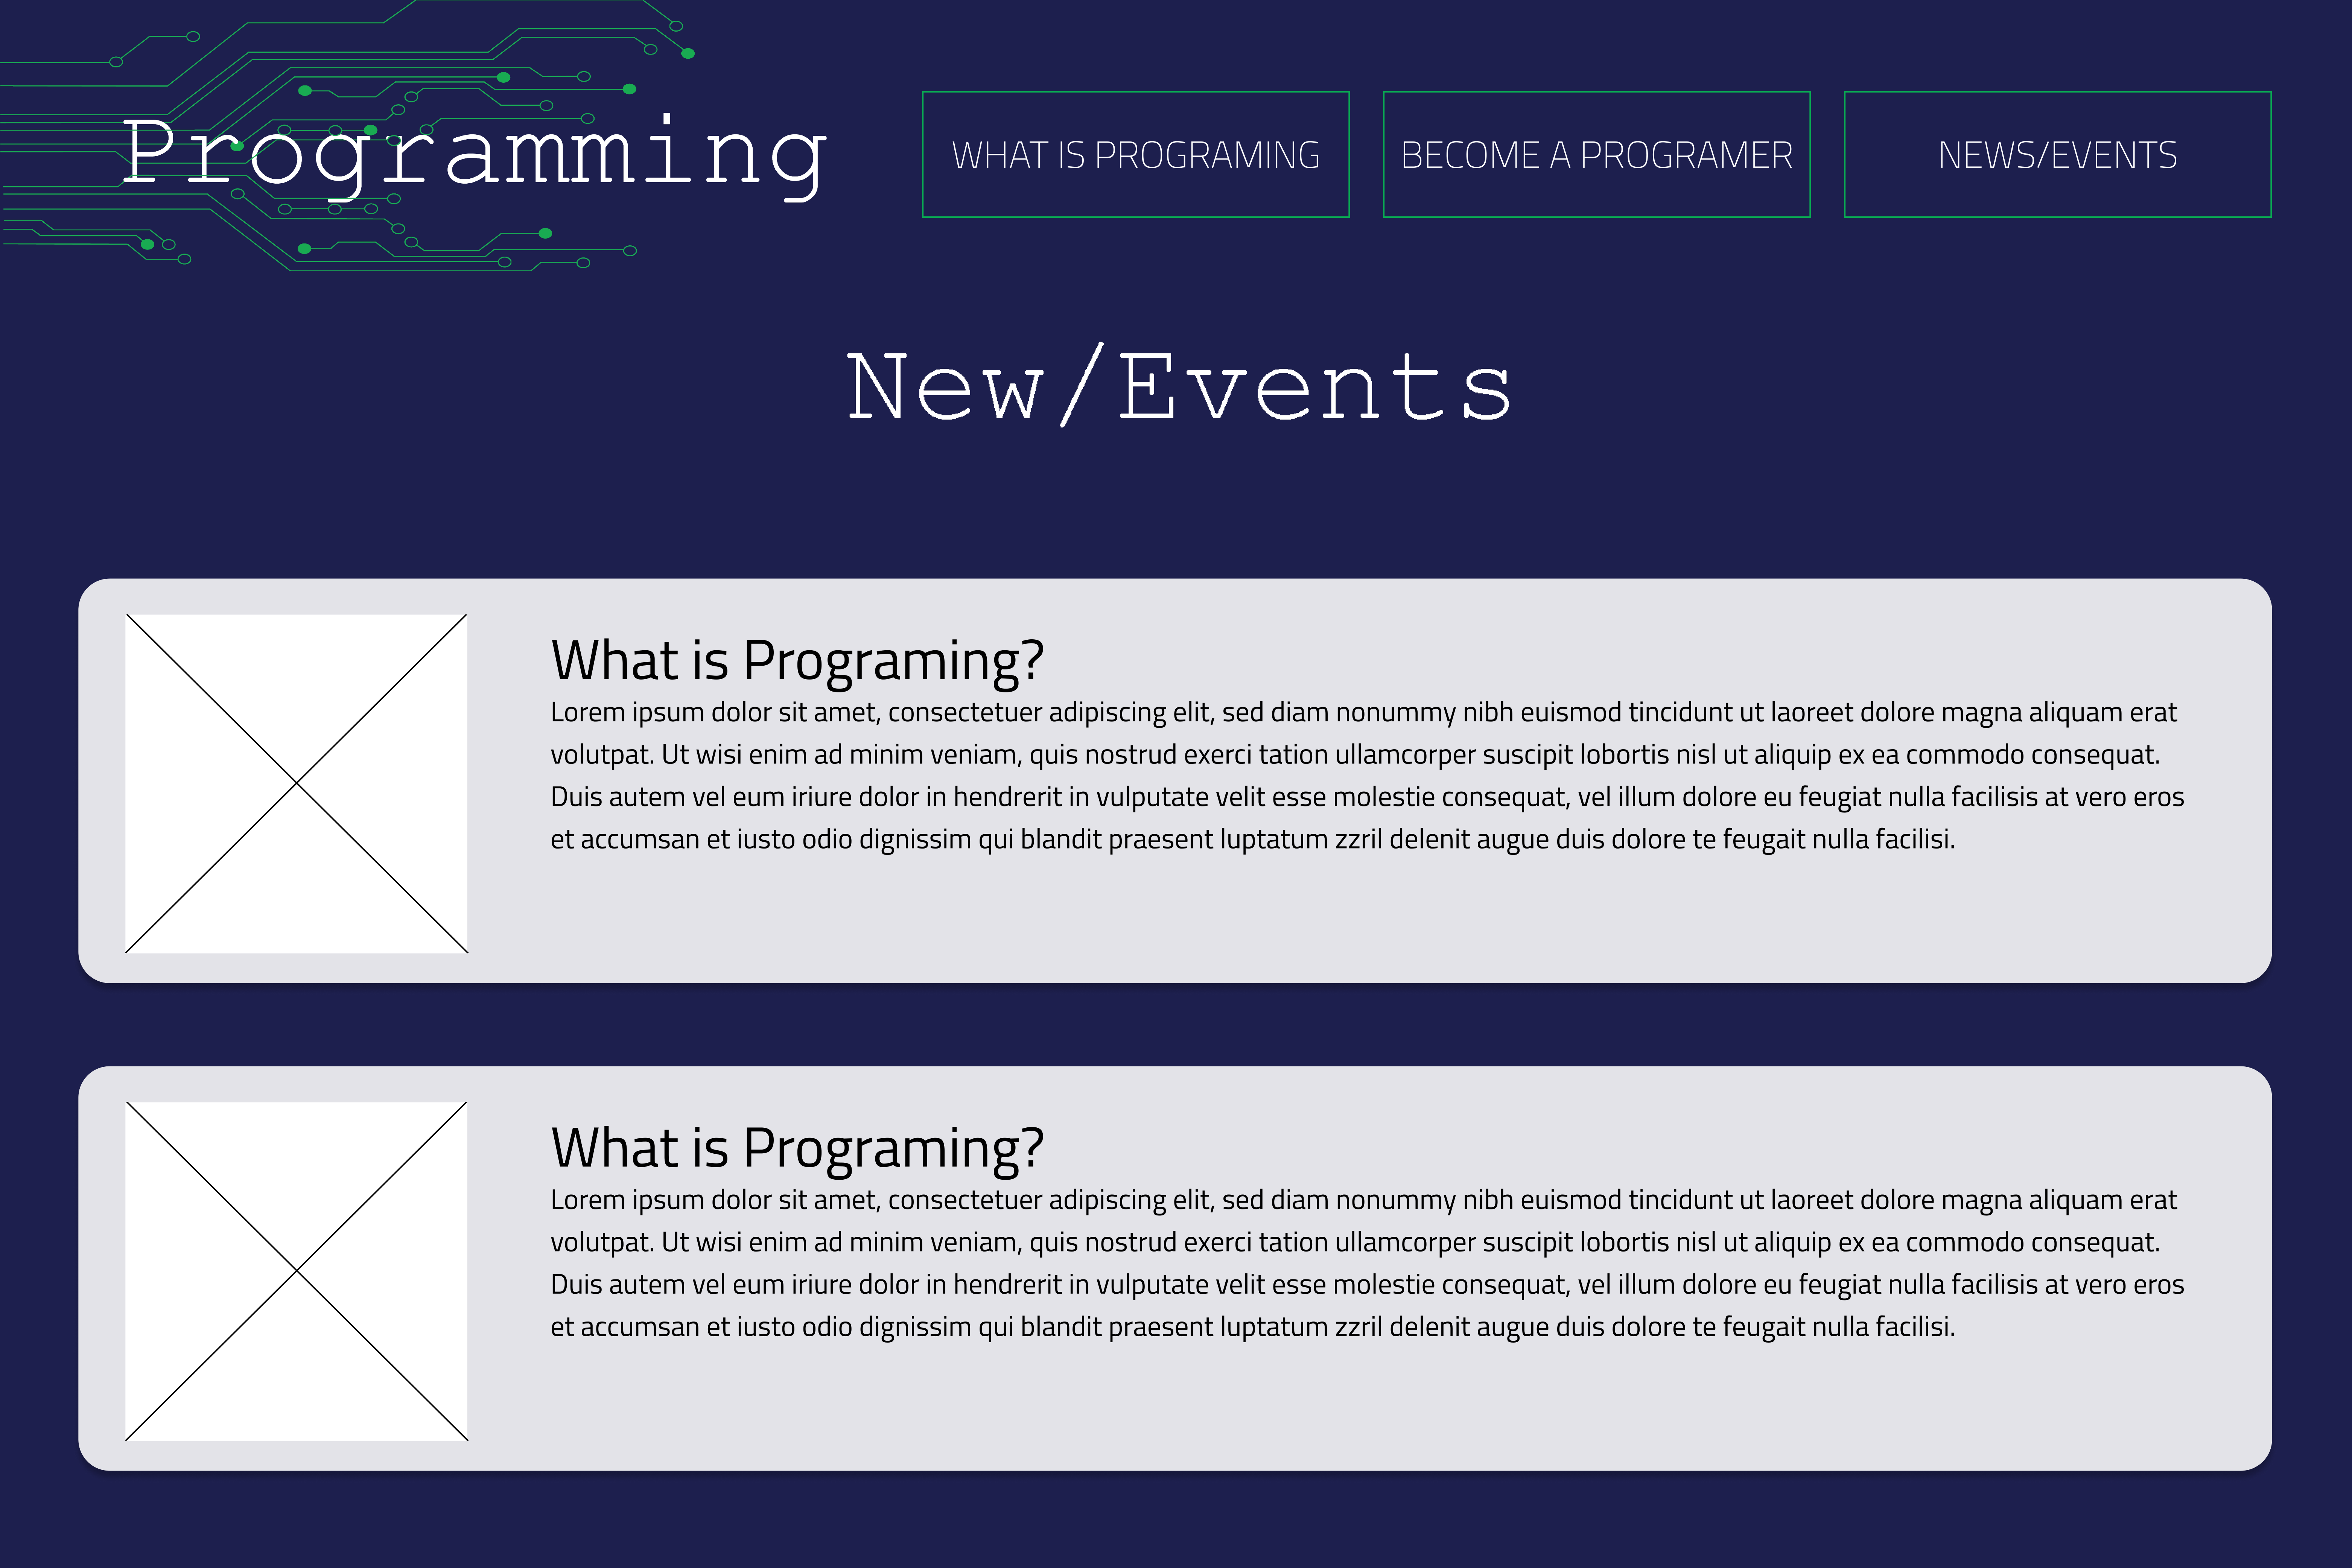 Programming
WHAT IS PROGRAMING
BECOME A PROGRAMER
NEWS/EVENTS
New/Events
What is Programing?
Lorem ipsum dolor sit amet, consectetuer adipiscing elit, sed diam nonummy nibh euismod tincidunt ut laoreet dolore magna aliquam erat
volutpat. Ut wisi enim ad minim veniam, quis nostrud exerci tation ullamcorper suscipit lobortis nisl ut aliquip ex ea commodo consequat.
Duis autem vel eum iriure dolor in hendrerit in vulputate velit esse molestie consequat, vel illum dolore eu feugiat nulla facilisis at vero eros
et accumsan et iusto odio dignissim qui blandit praesent luptatum zzril delenit augue duis dolore te feugait nulla facilisi.
What is Programing?
Lorem ipsum dolor sit amet, consectetuer adipiscing elit, sed diam nonummy nibh euismod tincidunt ut laoreet dolore magna aliquam erat
volutpat. Ut wisi enim ad minim veniam, quis nostrud exerci tation ullamcorper suscipit lobortis nisl ut aliquip ex ea commodo consequat.
Duis autem vel eum iriure dolor in hendrerit in vulputate velit esse molestie consequat, vel illum dolore eu feugiat nulla facilisis at vero eros
et accumsan et iusto odio dignissim qui blandit praesent luptatum zzril delenit augue duis dolore te feugait nulla facilisi.